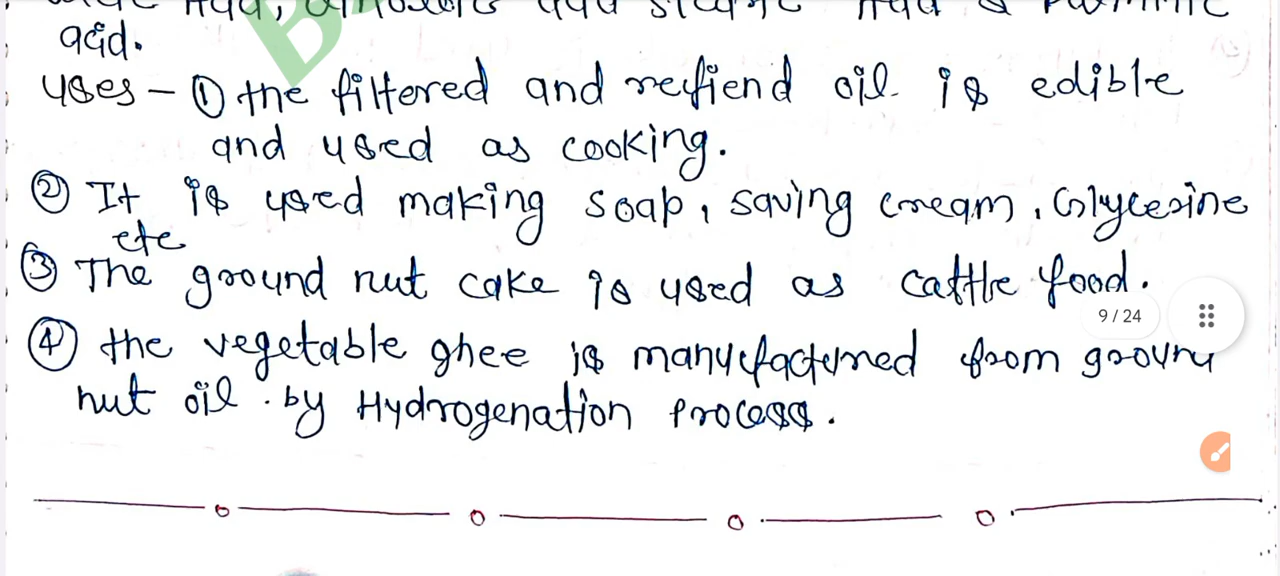 acid.
Uses - ① the filtered and refiend oil is edible
and used as cooking.
② It is used making soap, saving cream, Glycerine
etc
③ The ground nut cake is used as cattle food.
9 / 24
④ the vegetable ghee is manufactured from ground
nut oil. by Hydrogenation process.